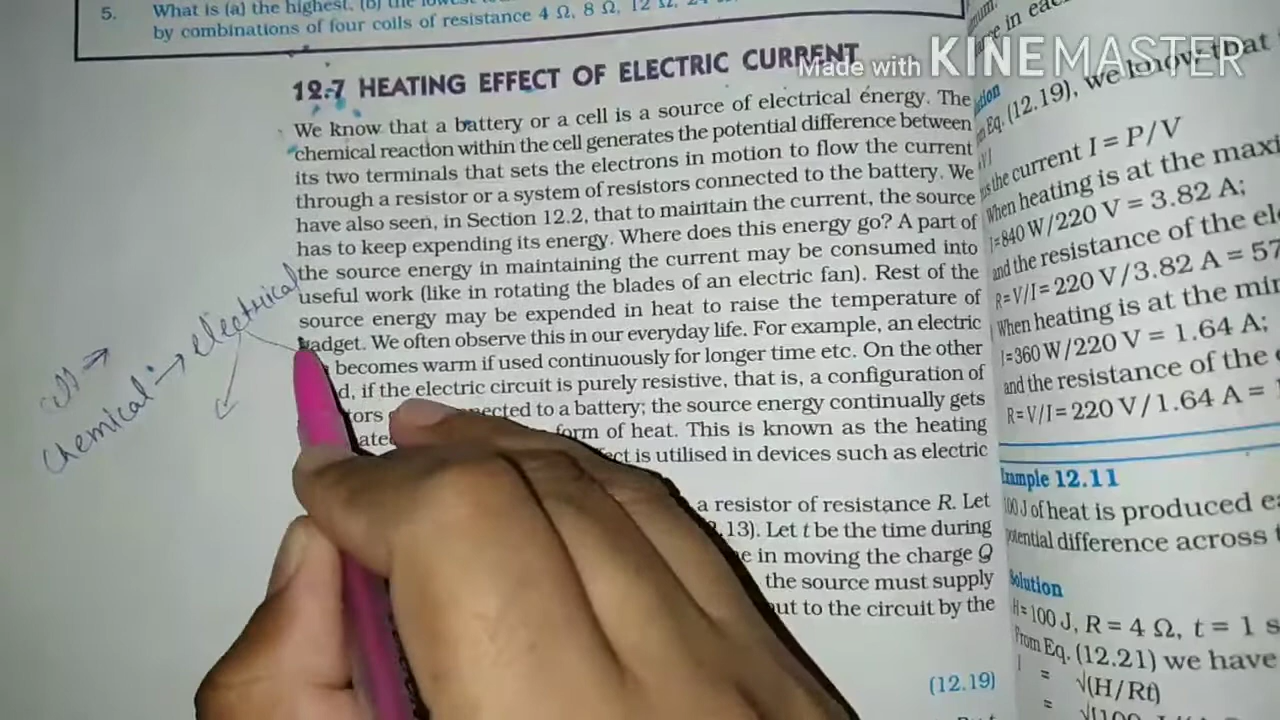 5. What is (a) the highest, (b) the lowest
by combinations of four coils of resistance 4 Ω, 8 Ω, 12 Ω, 24
Made with KINEMASTER
12.7 HEATING EFFECT OF ELECTRIC CURRENT
We know that a battery or a cell is a source of electrical energy. The
chemical reaction within the cell generates the potential difference between
its two terminals that sets the electrons in motion to flow the current
through a resistor or a system of resistors connected to the battery. We
have also seen, in Section 12.2, that to maintain the current, the source
has to keep expending its energy. Where does this energy go? A part of
the source energy in maintaining the current may be consumed into
useful work (like in rotating the blades of an electric fan). Rest of the
source energy may be expended in heat to raise the temperature of
gadget. We often observe this in our everyday life. For example, an electric
becomes warm if used continuously for longer time etc. On the other
d, if the electric circuit is purely resistive, that is, a configuration of
tors nected to a battery; the source energy continually gets
ated form of heat. This is known as the heating
ect is utilised in devices such as electric
a resistor of resistance R. Let
.13). Let t be the time during
e in moving the charge Q
the source must supply
put to the circuit by the
(12.19)
cell →
Chemical → electrical
ce in eac
Eq. (12.19), we know that
s the current I = P/V
When heating is at the maxi
I=840 W/220 V = 3.82 A;
and the resistance of the ele
R=V/I=220 V/3.82 A = 57
When heating is at the min
I=360 W/220 V = 1.64 A;
and the resistance of the
R=V/I=220 V/1.64 A =
Example 12.11
100 J of heat is produced ea
potential difference across
Solution
H=100 J, R = 4 Ω, t = 1 s
From Eq. (12.21) we have
I = √(H/Rt)
= √[100